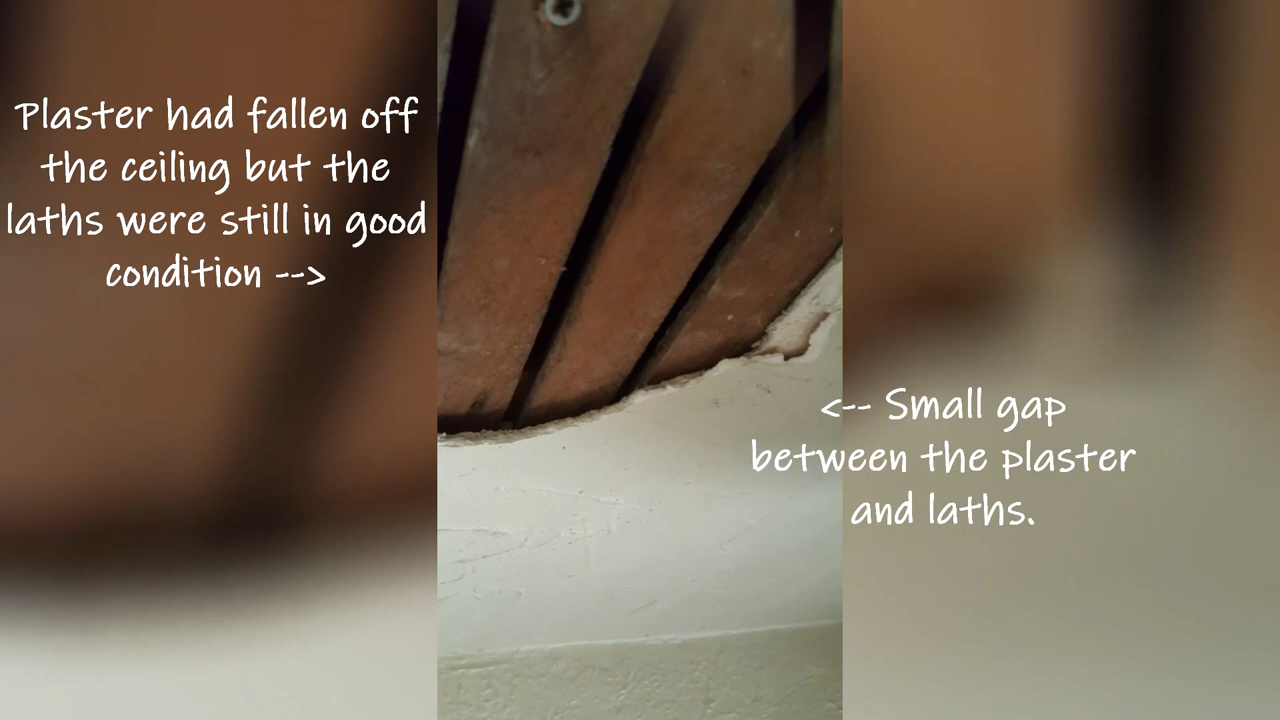 Plaster had fallen off
the ceiling but the
laths were still in good
condition -->
<-- Small gap
between the plaster
and laths.